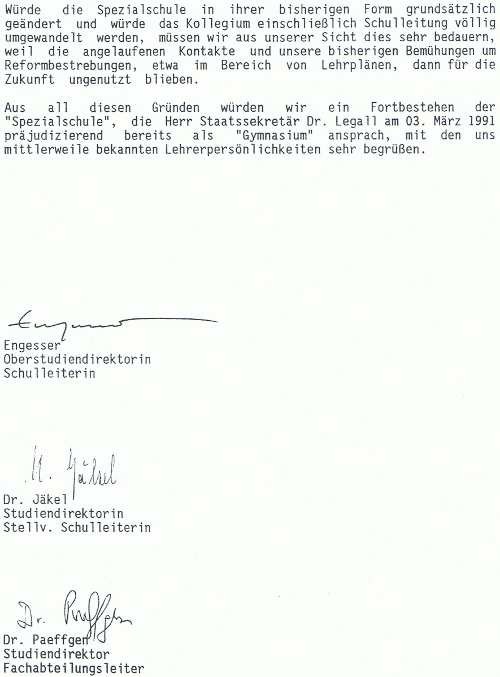 Würde die Spezialschule in ihrer bisherigen Form grundsätzlich
geändert und würde das Kollegium einschließlich Schulleitung völlig
umgewandelt werden, müssen wir aus unserer Sicht dies sehr bedauern,
weil die angelaufenen Kontakte und unsere bisherigen Bemühungen um
Reformbestrebungen, etwa im Bereich von Lehrplänen, dann für die
Zukunft ungenutzt blieben.
Aus all diesen Gründen würden wir ein Fortbestehen der
"Spezialschule", die Herr Staatssekretär Dr. Legall am 03. März 1991
präjudizierend bereits als "Gymnasium" ansprach, mit den uns
mittlerweile bekannten Lehrerpersönlichkeiten sehr begrüßen.
Engesser
Oberstudiendirektorin
Schulleiterin
M. Jäkel
Dr. Jäkel
Studiendirektorin
Stellv. Schulleiterin
Dr. Paeffgen
Dr. Paeffgen
Studiendirektor
Fachabteilungsleiter